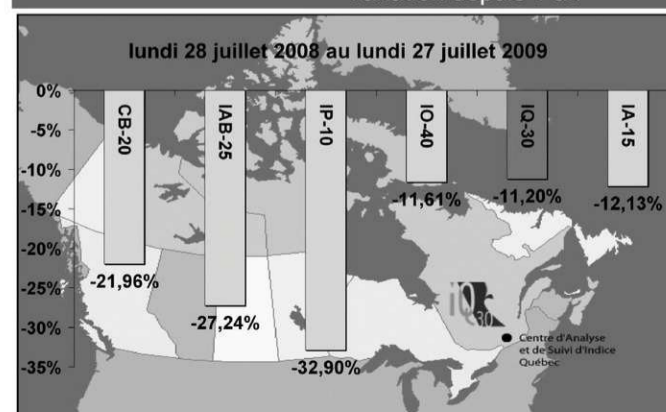 lundi 28 juillet 2008 au lundi 27 juillet 2009
0%
-5%
-10%
-15%
-20%
-25%
-30%
-35%
CB-20
-21,96%
IAB-25
-27,24%
IP-10
-32,90%
IO-40
-11,61%
IQ-30
-11,20%
IA-15
-12,13%
iQ
30
Centre d'Analyse
et de Suivi d'Indice
Québec